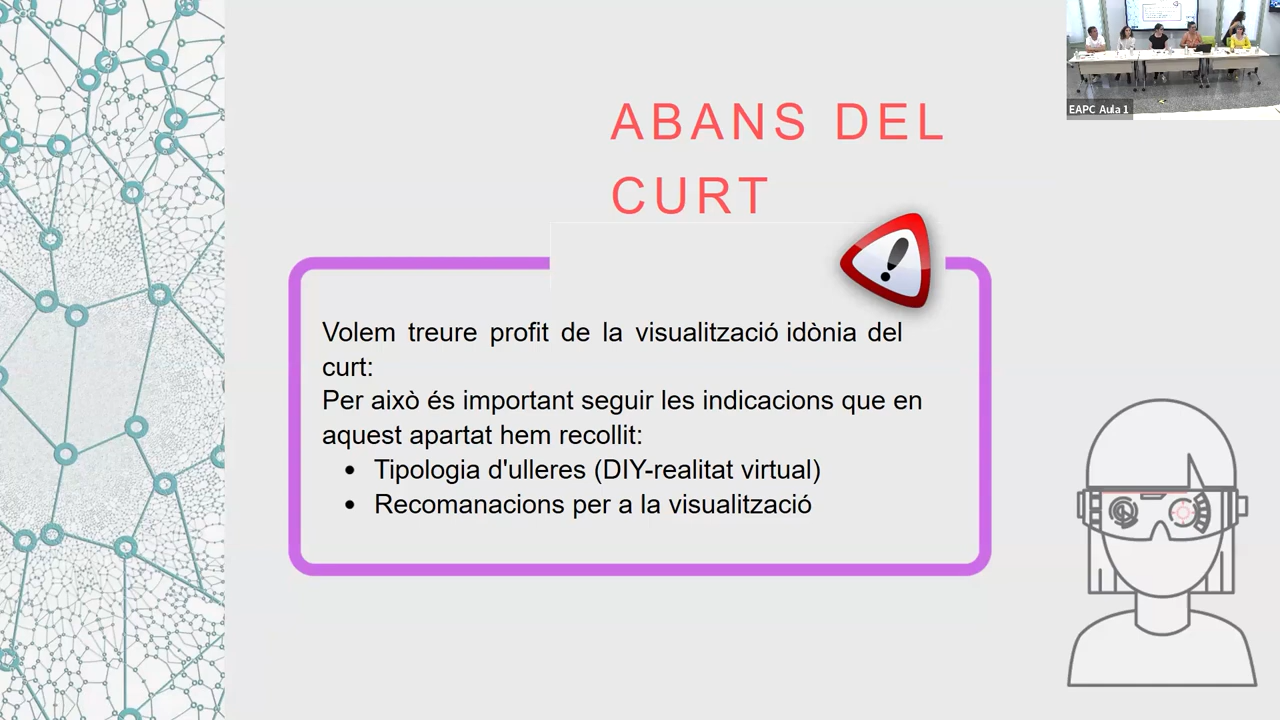 ABANS DEL
CURT
Volem treure profit de la visualització idònia del
curt:
Per això és important seguir les indicacions que en
aquest apartat hem recollit:
• Tipologia d'ulleres (DIY-realitat virtual)
• Recomanacions per a la visualització
EAPC Aula 1